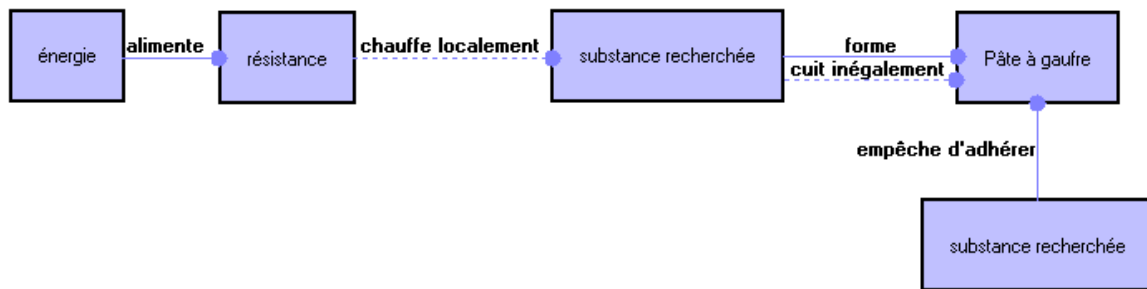 énergie
alimente
résistance
chauffe localement
substance recherchée
forme
cuit inégalement
Pâte à gaufre
empêche d'adhérer
substance recherchée